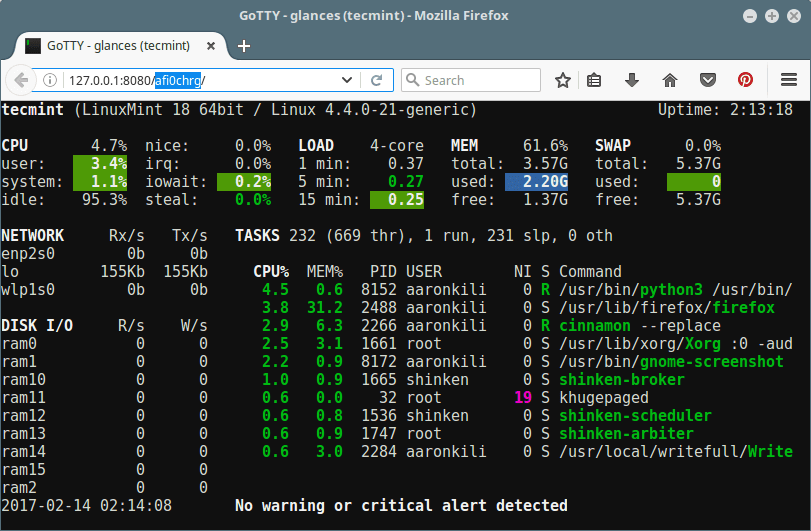 GoTTY - glances (tecmint) - Mozilla Firefox
GoTTY - glances (tecmint)
127.0.0.1:8080/afi0chrg/
Search
tecmint (LinuxMint 18 64bit / Linux 4.4.0-21-generic) Uptime: 2:13:18
CPU 4.7% nice: 0.0% LOAD 4-core MEM 61.6% SWAP 0.0%
user: 3.4% irq: 0.0% 1 min: 0.37 total: 3.57G total: 5.37G
system: 1.1% iowait: 0.2% 5 min: 0.27 used: 2.20G used: 0
idle: 95.3% steal: 0.0% 15 min: 0.25 free: 1.37G free: 5.37G
NETWORK Rx/s Tx/s TASKS 232 (669 thr), 1 run, 231 slp, 0 oth
enp2s0 0b 0b
lo 155Kb 155Kb CPU% MEM% PID USER NI S Command
wlp1s0 0b 0b 4.5 0.6 8152 aaronkili 0 R /usr/bin/python3 /usr/bin/
3.8 31.2 2488 aaronkili 0 S /usr/lib/firefox/firefox
DISK I/O R/s W/s 2.9 6.3 2266 aaronkili 0 R cinnamon --replace
ram0 0 0 2.5 3.1 1661 root 0 S /usr/lib/xorg/Xorg :0 -aud
ram1 0 0 2.2 0.9 8172 aaronkili 0 S /usr/bin/gnome-screenshot
ram10 0 0 1.0 0.9 1665 shinken 0 S shinken-broker
ram11 0 0 0.6 0.0 32 root 19 S khugepaged
ram12 0 0 0.6 0.8 1536 shinken 0 S shinken-scheduler
ram13 0 0 0.6 0.9 1747 root 0 S shinken-arbiter
ram14 0 0 0.6 3.0 2284 aaronkili 0 S /usr/local/writefull/Write
ram15 0 0
ram2 0 0
2017-02-14 02:14:08 No warning or critical alert detected